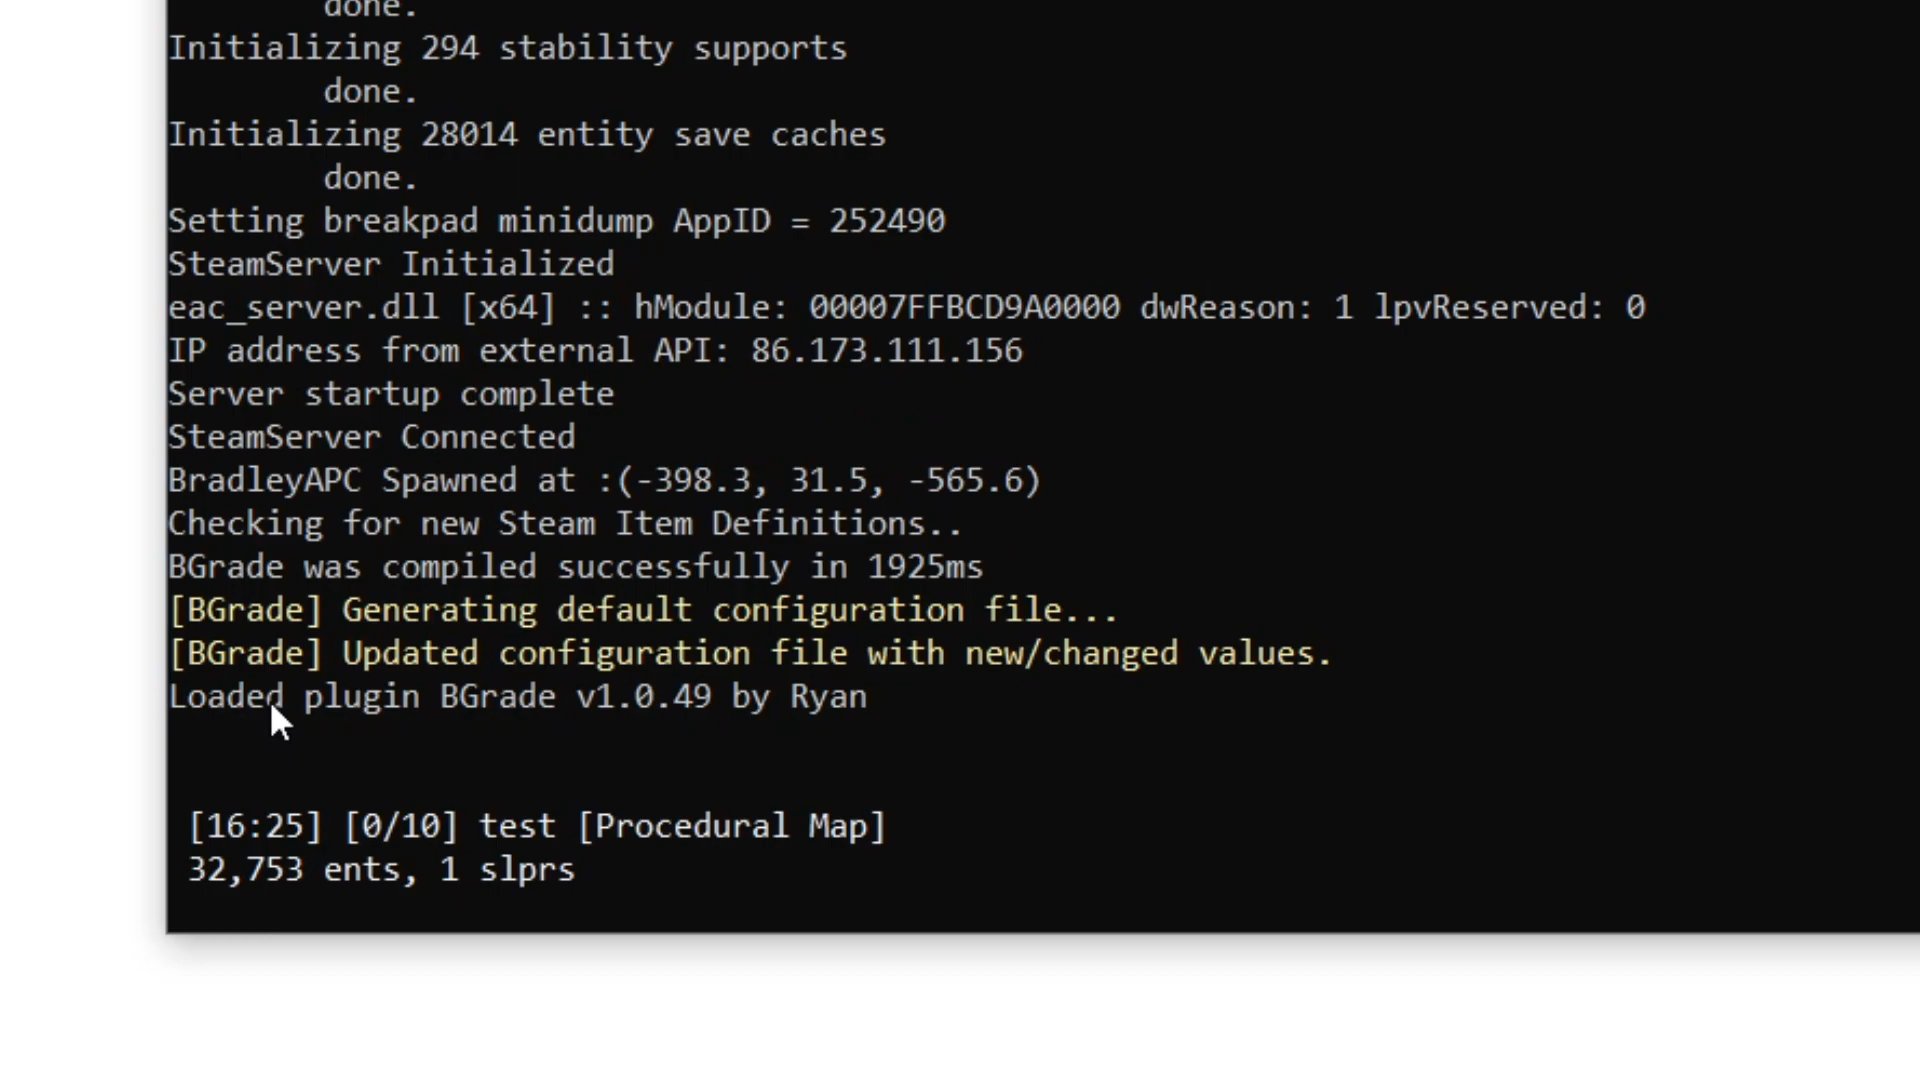 done.
Initializing 294 stability supports
done.
Initializing 28014 entity save caches
done.
Setting breakpad minidump AppID = 252490
SteamServer Initialized
eac_server.dll [x64] :: hModule: 00007FFBCD9A0000 dwReason: 1 lpvReserved: 0
IP address from external API: 86.173.111.156
Server startup complete
SteamServer Connected
BradleyAPC Spawned at :(-398.3, 31.5, -565.6)
Checking for new Steam Item Definitions..
BGrade was compiled successfully in 1925ms
[BGrade] Generating default configuration file...
[BGrade] Updated configuration file with new/changed values.
Loaded plugin BGrade v1.0.49 by Ryan
[16:25] [0/10] test [Procedural Map]
32,753 ents, 1 slprs